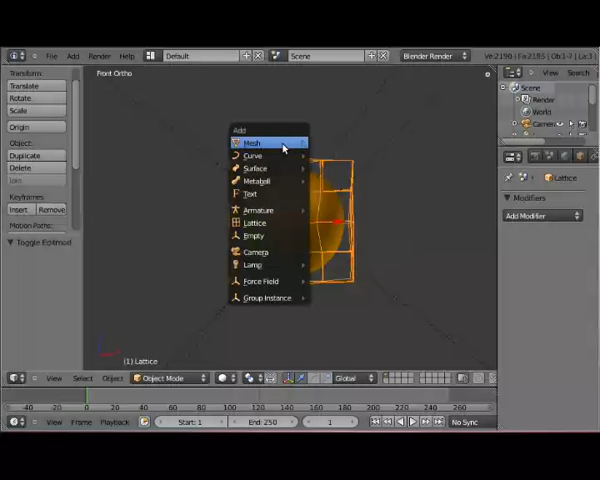 File Add Render Help Default Scene Blender Render Ve:2190 | Fa:2195 | Ob:1-7 | La:3
Front Ortho
Transform:
Translate
Rotate
Scale
Origin
Object:
Duplicate
Delete
Join
Keyframes:
Insert Remove
Motion Paths:
Toggle Editmod
Add
Mesh
Curve
Surface
Metaball
Text
Armature
Lattice
Empty
Camera
Lamp
Force Field
Group Instance
(1) Lattice
View Select Object Object Mode Global
View Search
Scene
Render
World
Camer
Lattice
Modifiers
Add Modifier
-40 -20 0 20 40 60 80 100 120 140 160 180 200 220 240 260
View Frame Playback Start: 1 End: 250 1 No Sync